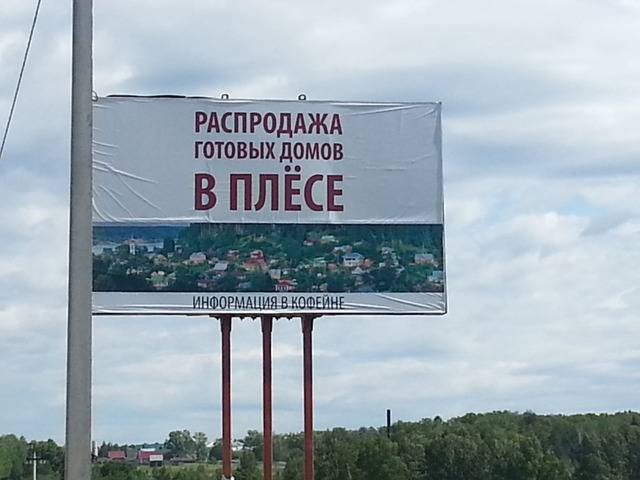 РАСПРОДАЖА
ГОТОВЫХ ДОМОВ
В ПЛЁСЕ
ИНФОРМАЦИЯ В КОФЕЙНЕ